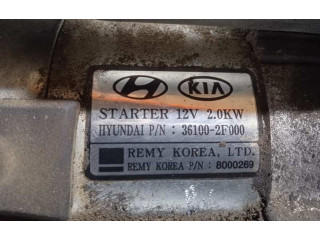 KIA
STARTER 12V 2.0KW
HYUNDAI P/N : 36100-2F000
REMY KOREA, LTD.
REMY KOREA P/N : 8000269